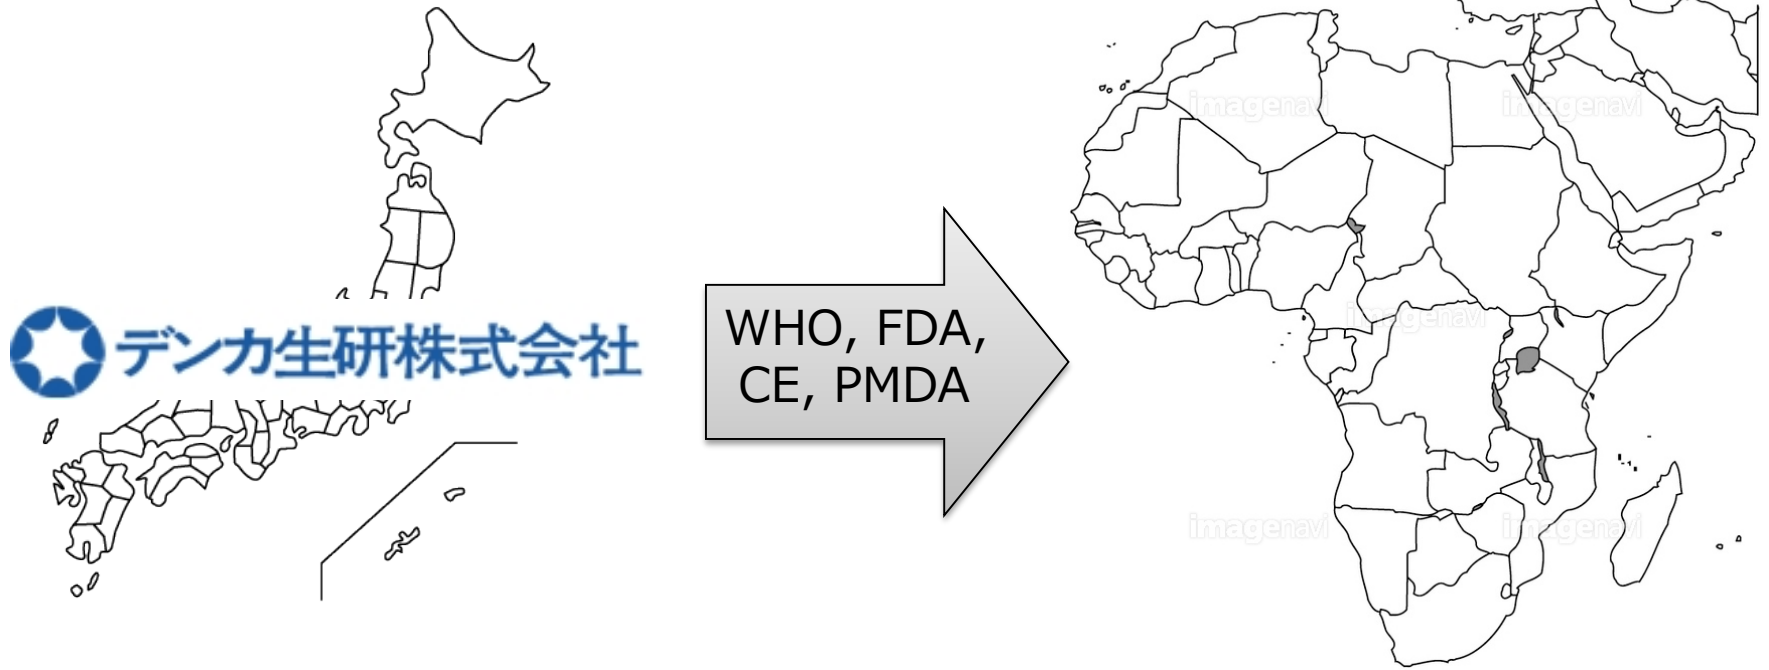 デンカ生研株式会社
WHO, FDA,
CE, PMDA
imagenavi
imagenavi
imagenavi
imagenavi
imagenavi